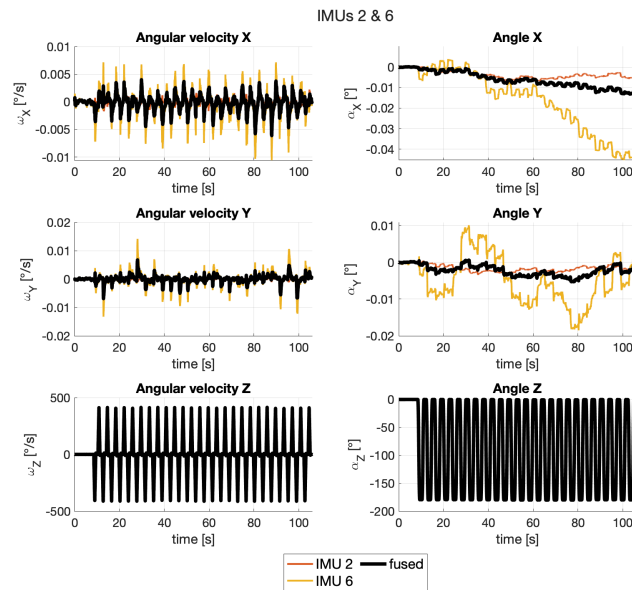 IMUs 2 & 6
Angular velocity X
0.01
0.005
0
-0.005
-0.01
ω_X [°/s]
0 20 40 60 80 100
time [s]
Angle X
0
-0.01
-0.02
-0.03
-0.04
α_X [°]
0 20 40 60 80 100
time [s]
Angular velocity Y
0.02
0.01
0
-0.01
-0.02
ω_Y [°/s]
0 20 40 60 80 100
time [s]
Angle Y
0.01
0
-0.01
0.02
α_Y [°]
0 20 40 60 80 100
time [s]
Angular velocity Z
500
0
-500
ω_Z [°/s]
0 20 40 60 80 100
time [s]
Angle Z
0
-50
-100
-150
-200
α_Z [°]
0 20 40 60 80 100
time [s]
IMU 2 fused
IMU 6